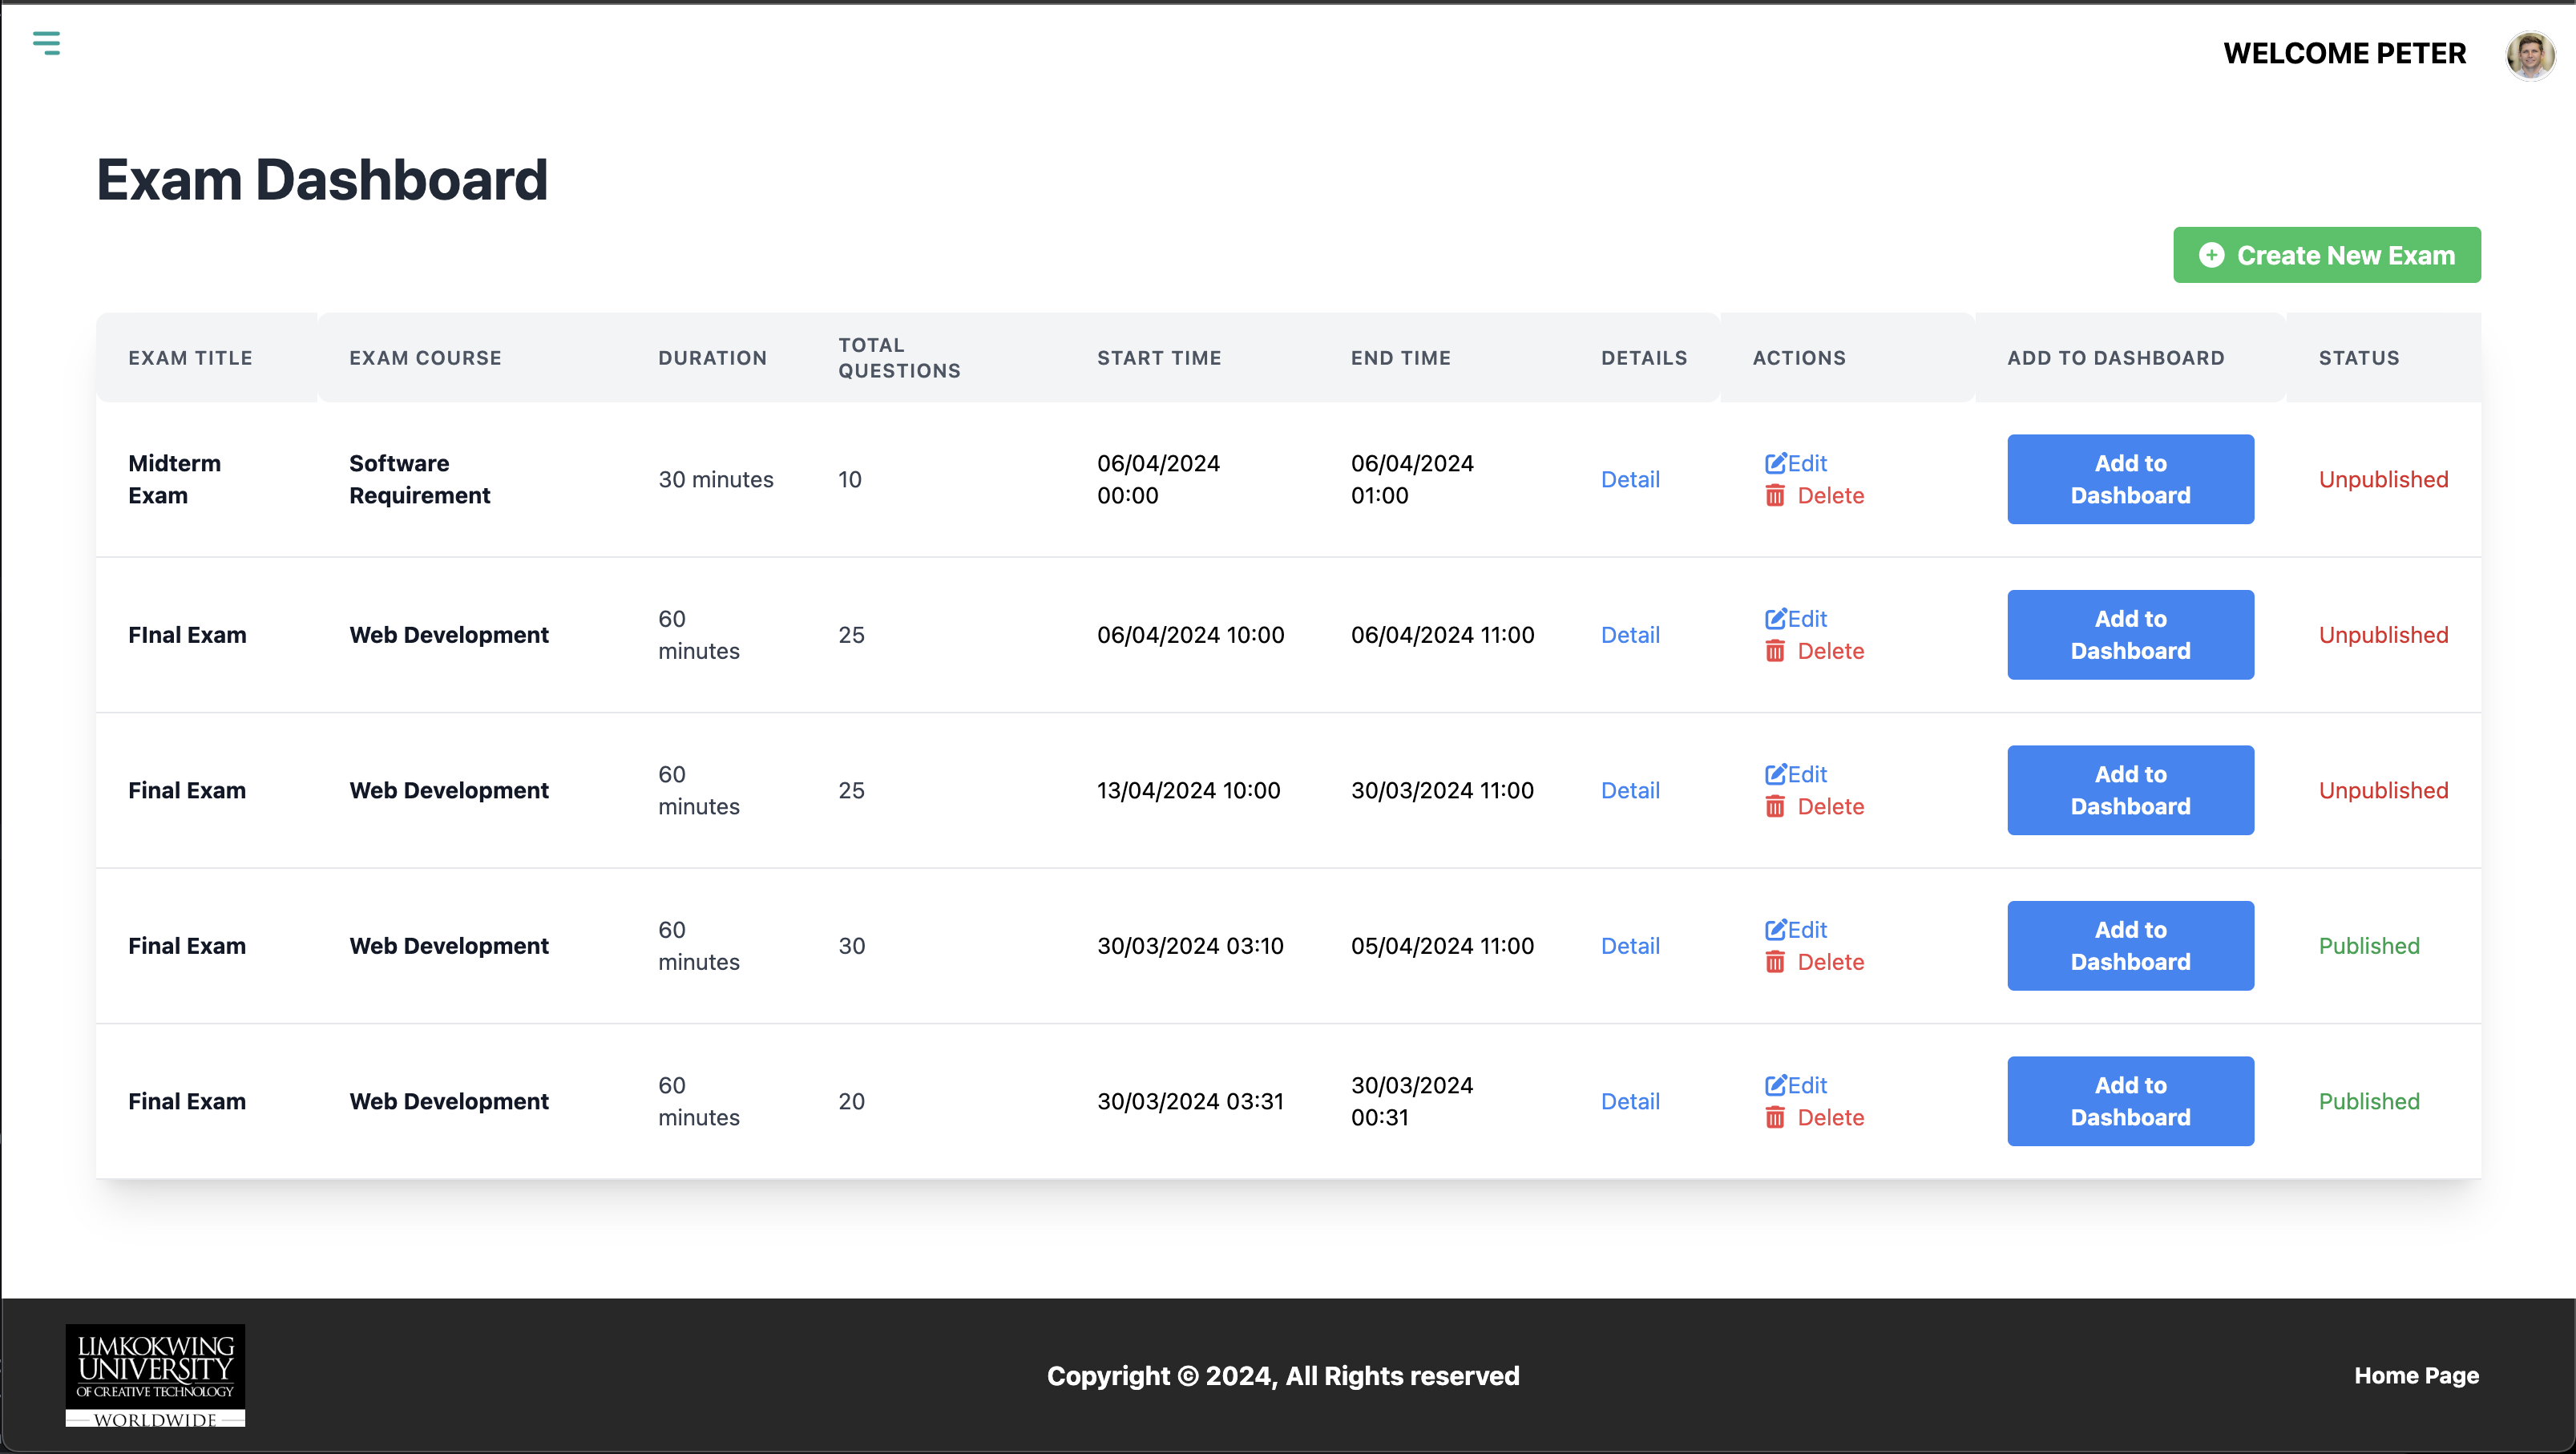 WELCOME PETER
Exam Dashboard
Create New Exam
EXAM TITLE
EXAM COURSE
DURATION
TOTAL
QUESTIONS
START TIME
END TIME
DETAILS
ACTIONS
ADD TO DASHBOARD
STATUS
Midterm
Exam
Software
Requirement
30 minutes
10
06/04/2024
00:00
06/04/2024
01:00
Detail
Edit
Delete
Add to
Dashboard
Unpublished
FInal Exam
Web Development
60
minutes
25
06/04/2024 10:00
06/04/2024 11:00
Detail
Edit
Delete
Add to
Dashboard
Unpublished
Final Exam
Web Development
60
minutes
25
13/04/2024 10:00
30/03/2024 11:00
Detail
Edit
Delete
Add to
Dashboard
Unpublished
Final Exam
Web Development
60
minutes
30
30/03/2024 03:10
05/04/2024 11:00
Detail
Edit
Delete
Add to
Dashboard
Published
Final Exam
Web Development
60
minutes
20
30/03/2024 03:31
30/03/2024
00:31
Detail
Edit
Delete
Add to
Dashboard
Published
LIMKOKWING
UNIVERSITY
OF CREATIVE TECHNOLOGY
WORLDWIDE
Copyright © 2024, All Rights reserved
Home Page